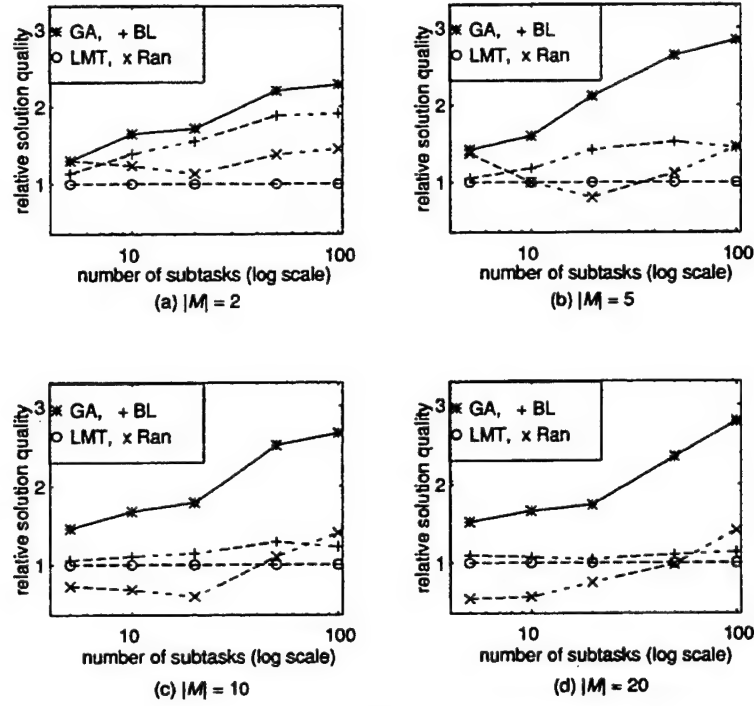 3
2
1
relative solution quality
GA, + BL
LMT, x Ran
10 100
number of subtasks (log scale)
(a) |M| = 2
3
2
1
relative solution quality
GA, + BL
LMT, x Ran
10 100
number of subtasks (log scale)
(b) |M| = 5
3
2
1
relative solution quality
GA, + BL
LMT, x Ran
10 100
number of subtasks (log scale)
(c) |M| = 10
3
2
1
relative solution quality
GA, + BL
LMT, x Ran
10 100
number of subtasks (log scale)
(d) |M| = 20